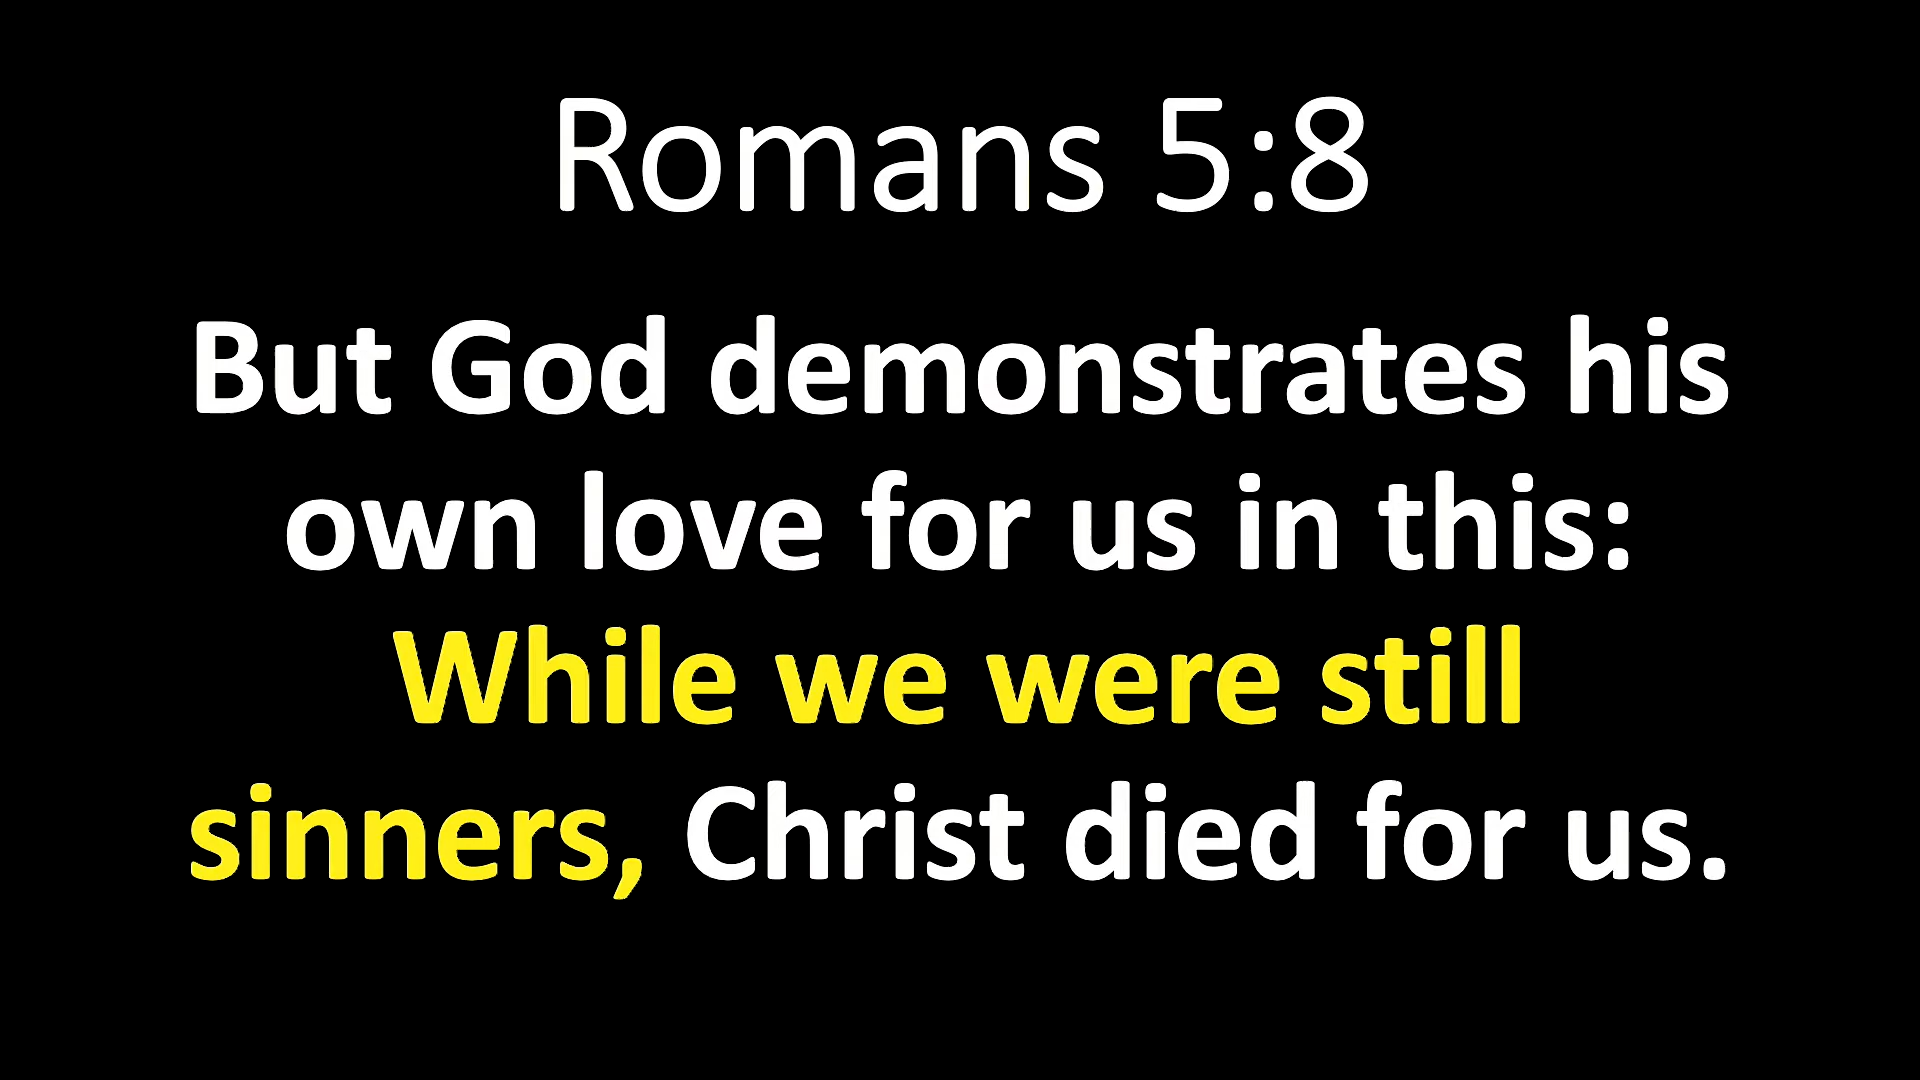 Romans 5:8
But God demonstrates his
own love for us in this:
While we were still
sinners, Christ died for us.